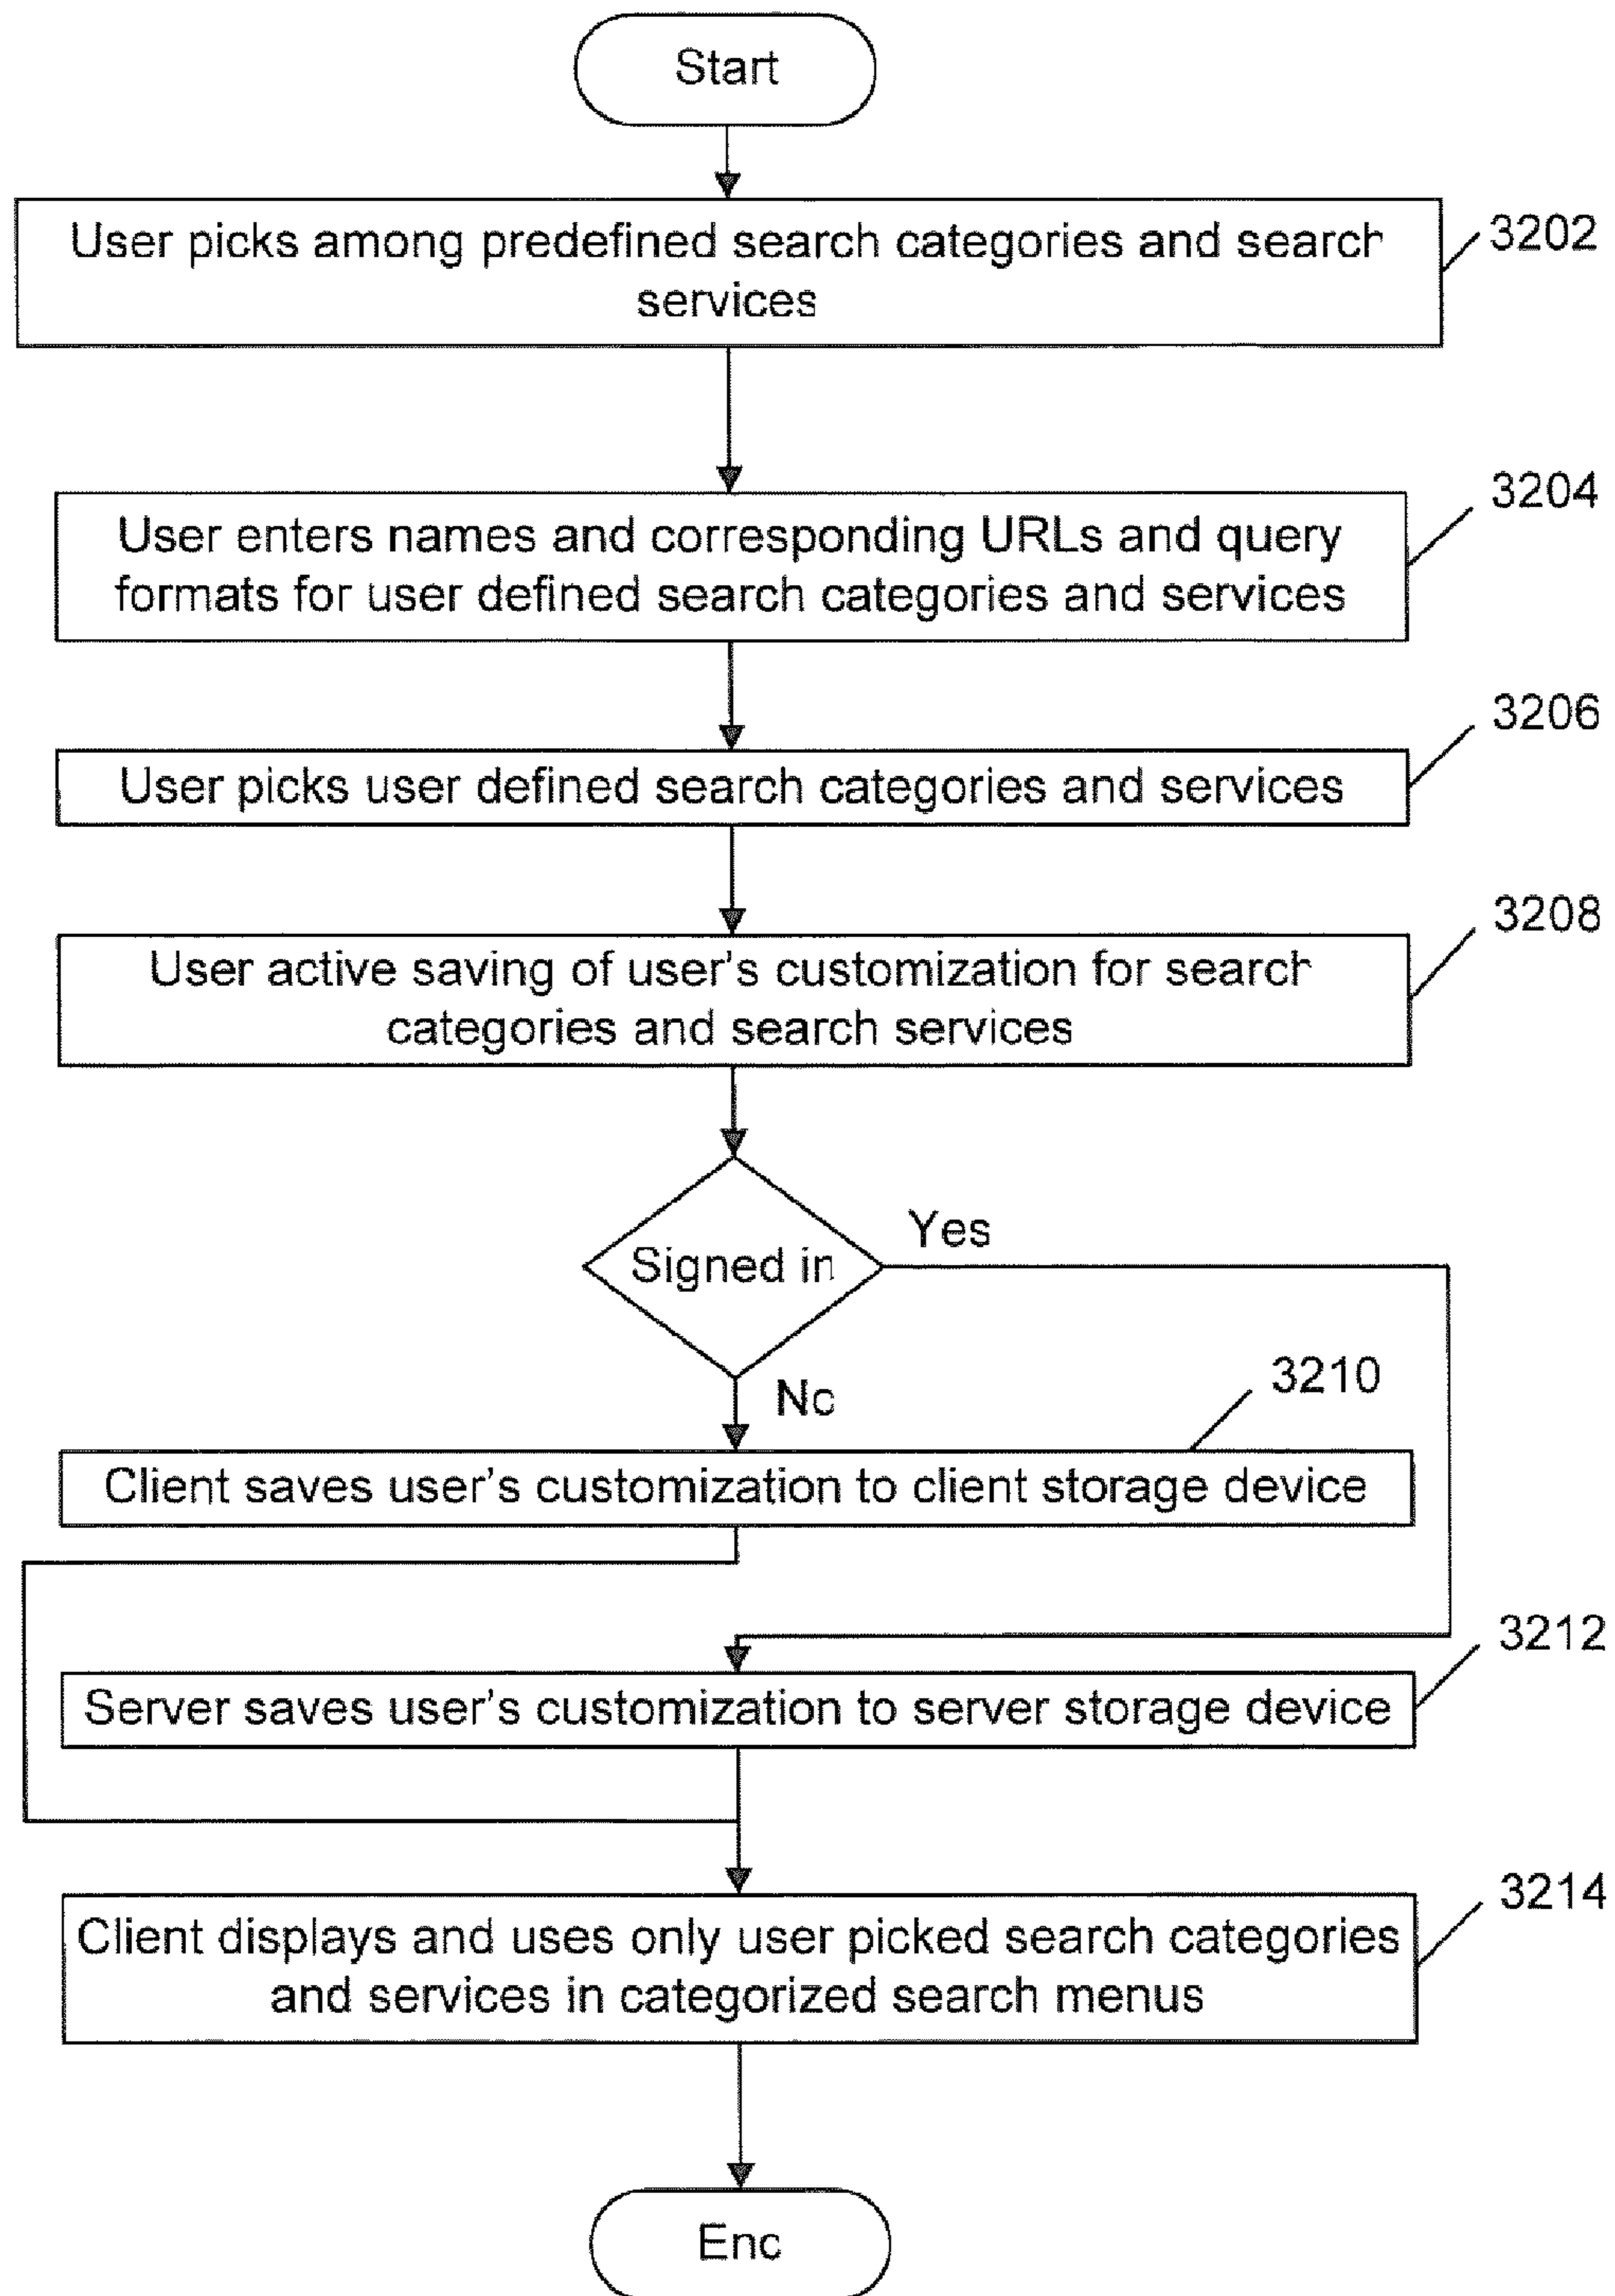 Start
User picks among predefined search categories and search
services
3202
User enters names and corresponding URLs and query
formats for user defined search categories and services
3204
User picks user defined search categories and services
3206
User active saving of user's customization for search
categories and search services
3208
Signed in
Yes
No
3210
Client saves user's customization to client storage device
Server saves user's customization to server storage device
3212
Client displays and uses only user picked search categories
and services in categorized search menus
3214
End